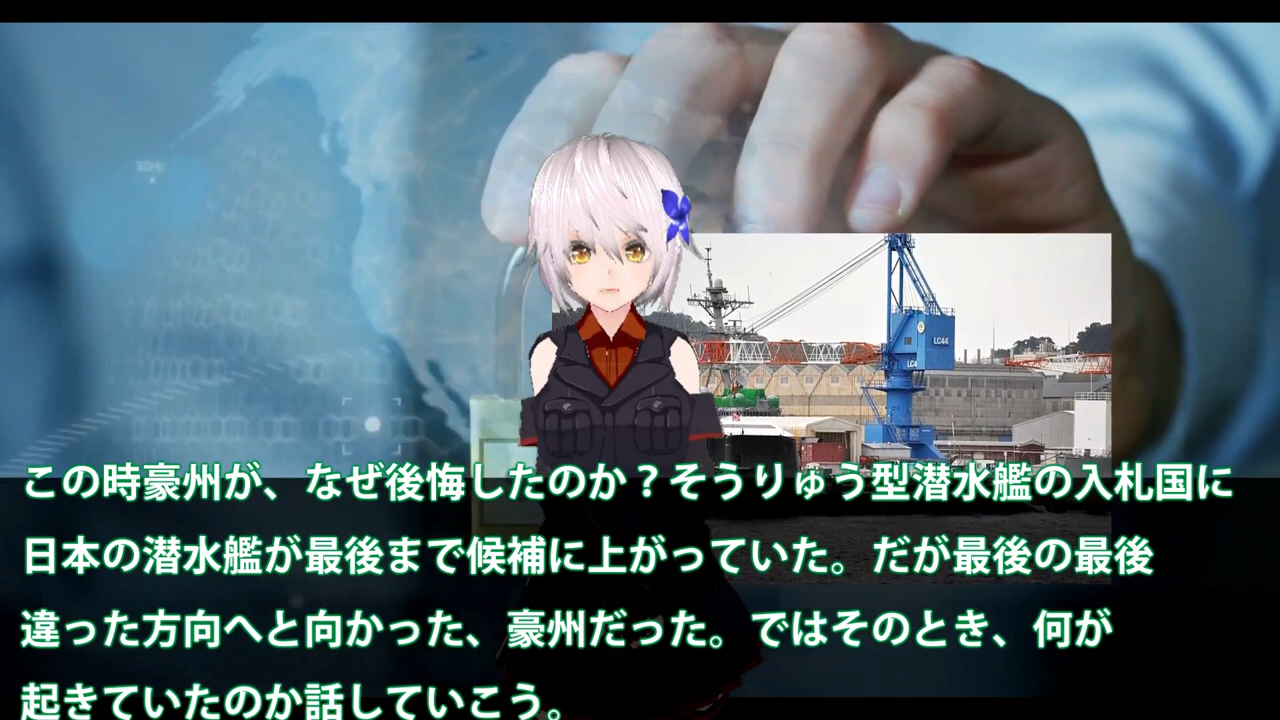 この時豪州が、なぜ後悔したのか？そうりゅう型潜水艦の入札国に
日本の潜水艦が最後まで候補に上がっていた。だが最後の最後
違った方向へと向かった、豪州だった。ではそのとき、何が
起きていたのか話していこう。
LC44